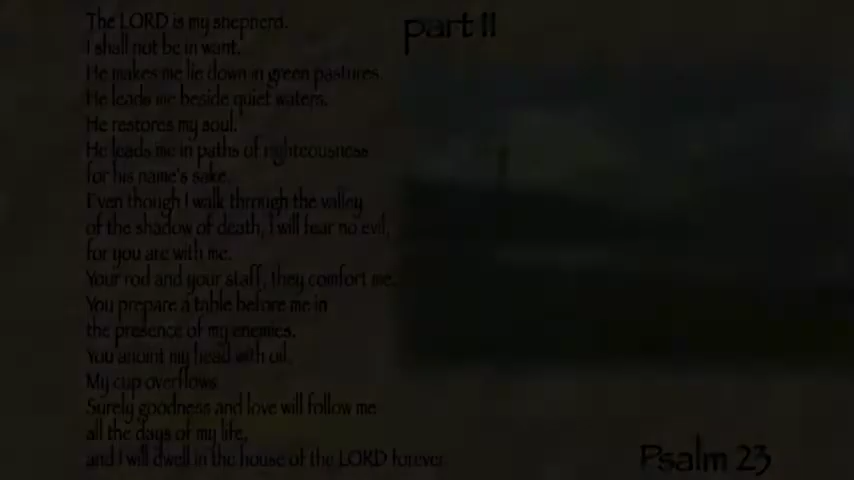 The LORD is my shepherd.
I shall not be in want.
He makes me lie down in green pastures
He leads me beside quiet waters.
He restores my soul.
He leads me in paths of righteousness
for his name's sake.
Even though I walk through the valley
of the shadow of death, I will fear no evil,
for you are with me.
Your rod and your staff, they comfort me.
You prepare a table before me in
the presence of my enemies.
You anoint my head with oil.
My cup overflows.
Surely goodness and love will follow me
all the days of my life,
and I will dwell in the house of the LORD forever
part II
Psalm 23